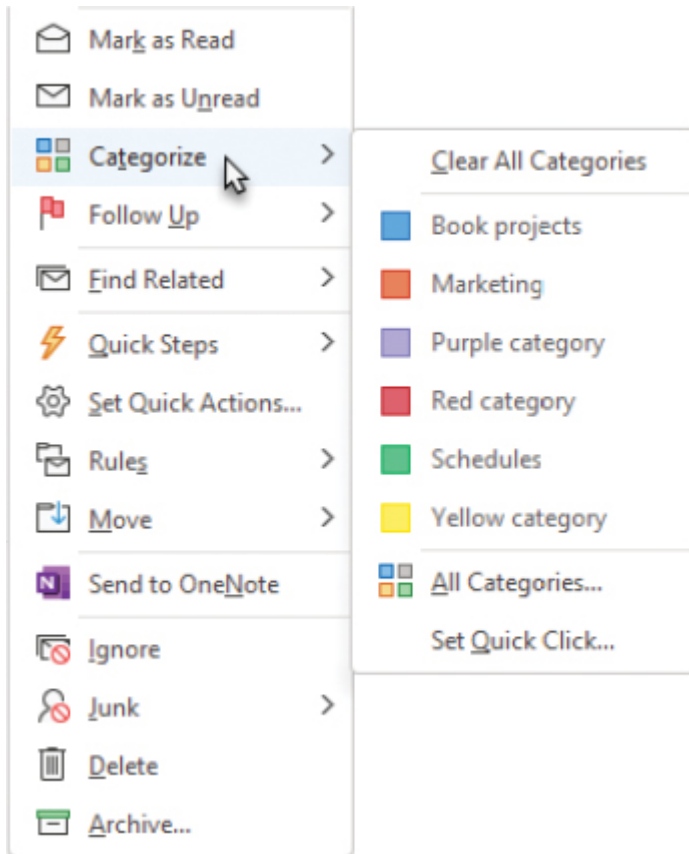 Mark as Read
Mark as Unread
Categorize
Follow Up
Find Related
Quick Steps
Set Quick Actions...
Rules
Move
Send to OneNote
Ignore
Junk
Delete
Archive...
Clear All Categories
Book projects
Marketing
Purple category
Red category
Schedules
Yellow category
All Categories...
Set Quick Click...